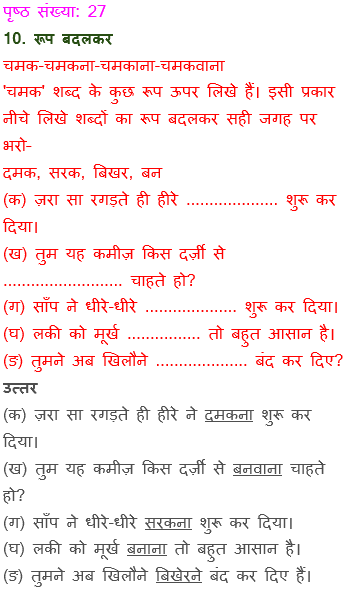 पृष्ठ संख्या: 27
10. रूप बदलकर
चमक-चमकना-चमकाना-चमकवाना
'चमक' शब्द के कुछ रूप ऊपर लिखे हैं। इसी प्रकार
नीचे लिखे शब्दों का रूप बदलकर सही जगह पर
भरो–
दमक, सरक, बिखर, बन
(क) ज़रा सा रगड़ते ही हीरे .................... शुरू कर
दिया।
(ख) तुम यह कमीज़ किस दर्ज़ी से
.......................... चाहते हो?
(ग) साँप ने धीरे-धीरे .................... शुरू कर दिया।
(घ) लकी को मूर्ख ................ तो बहुत आसान है।
(ङ) तुमने अब खिलौने .................... बंद कर दिए?
उत्तर
(क) ज़रा सा रगड़ते ही हीरे ने दमकना शुरू कर
दिया।
(ख) तुम यह कमीज़ किस दर्ज़ी से बनवाना चाहते
हो?
(ग) साँप ने धीरे-धीरे सरकना शुरू कर दिया।
(घ) लकी को मूर्ख बनाना तो बहुत आसान है।
(ङ) तुमने अब खिलौने बिखेरने बंद कर दिए हैं।